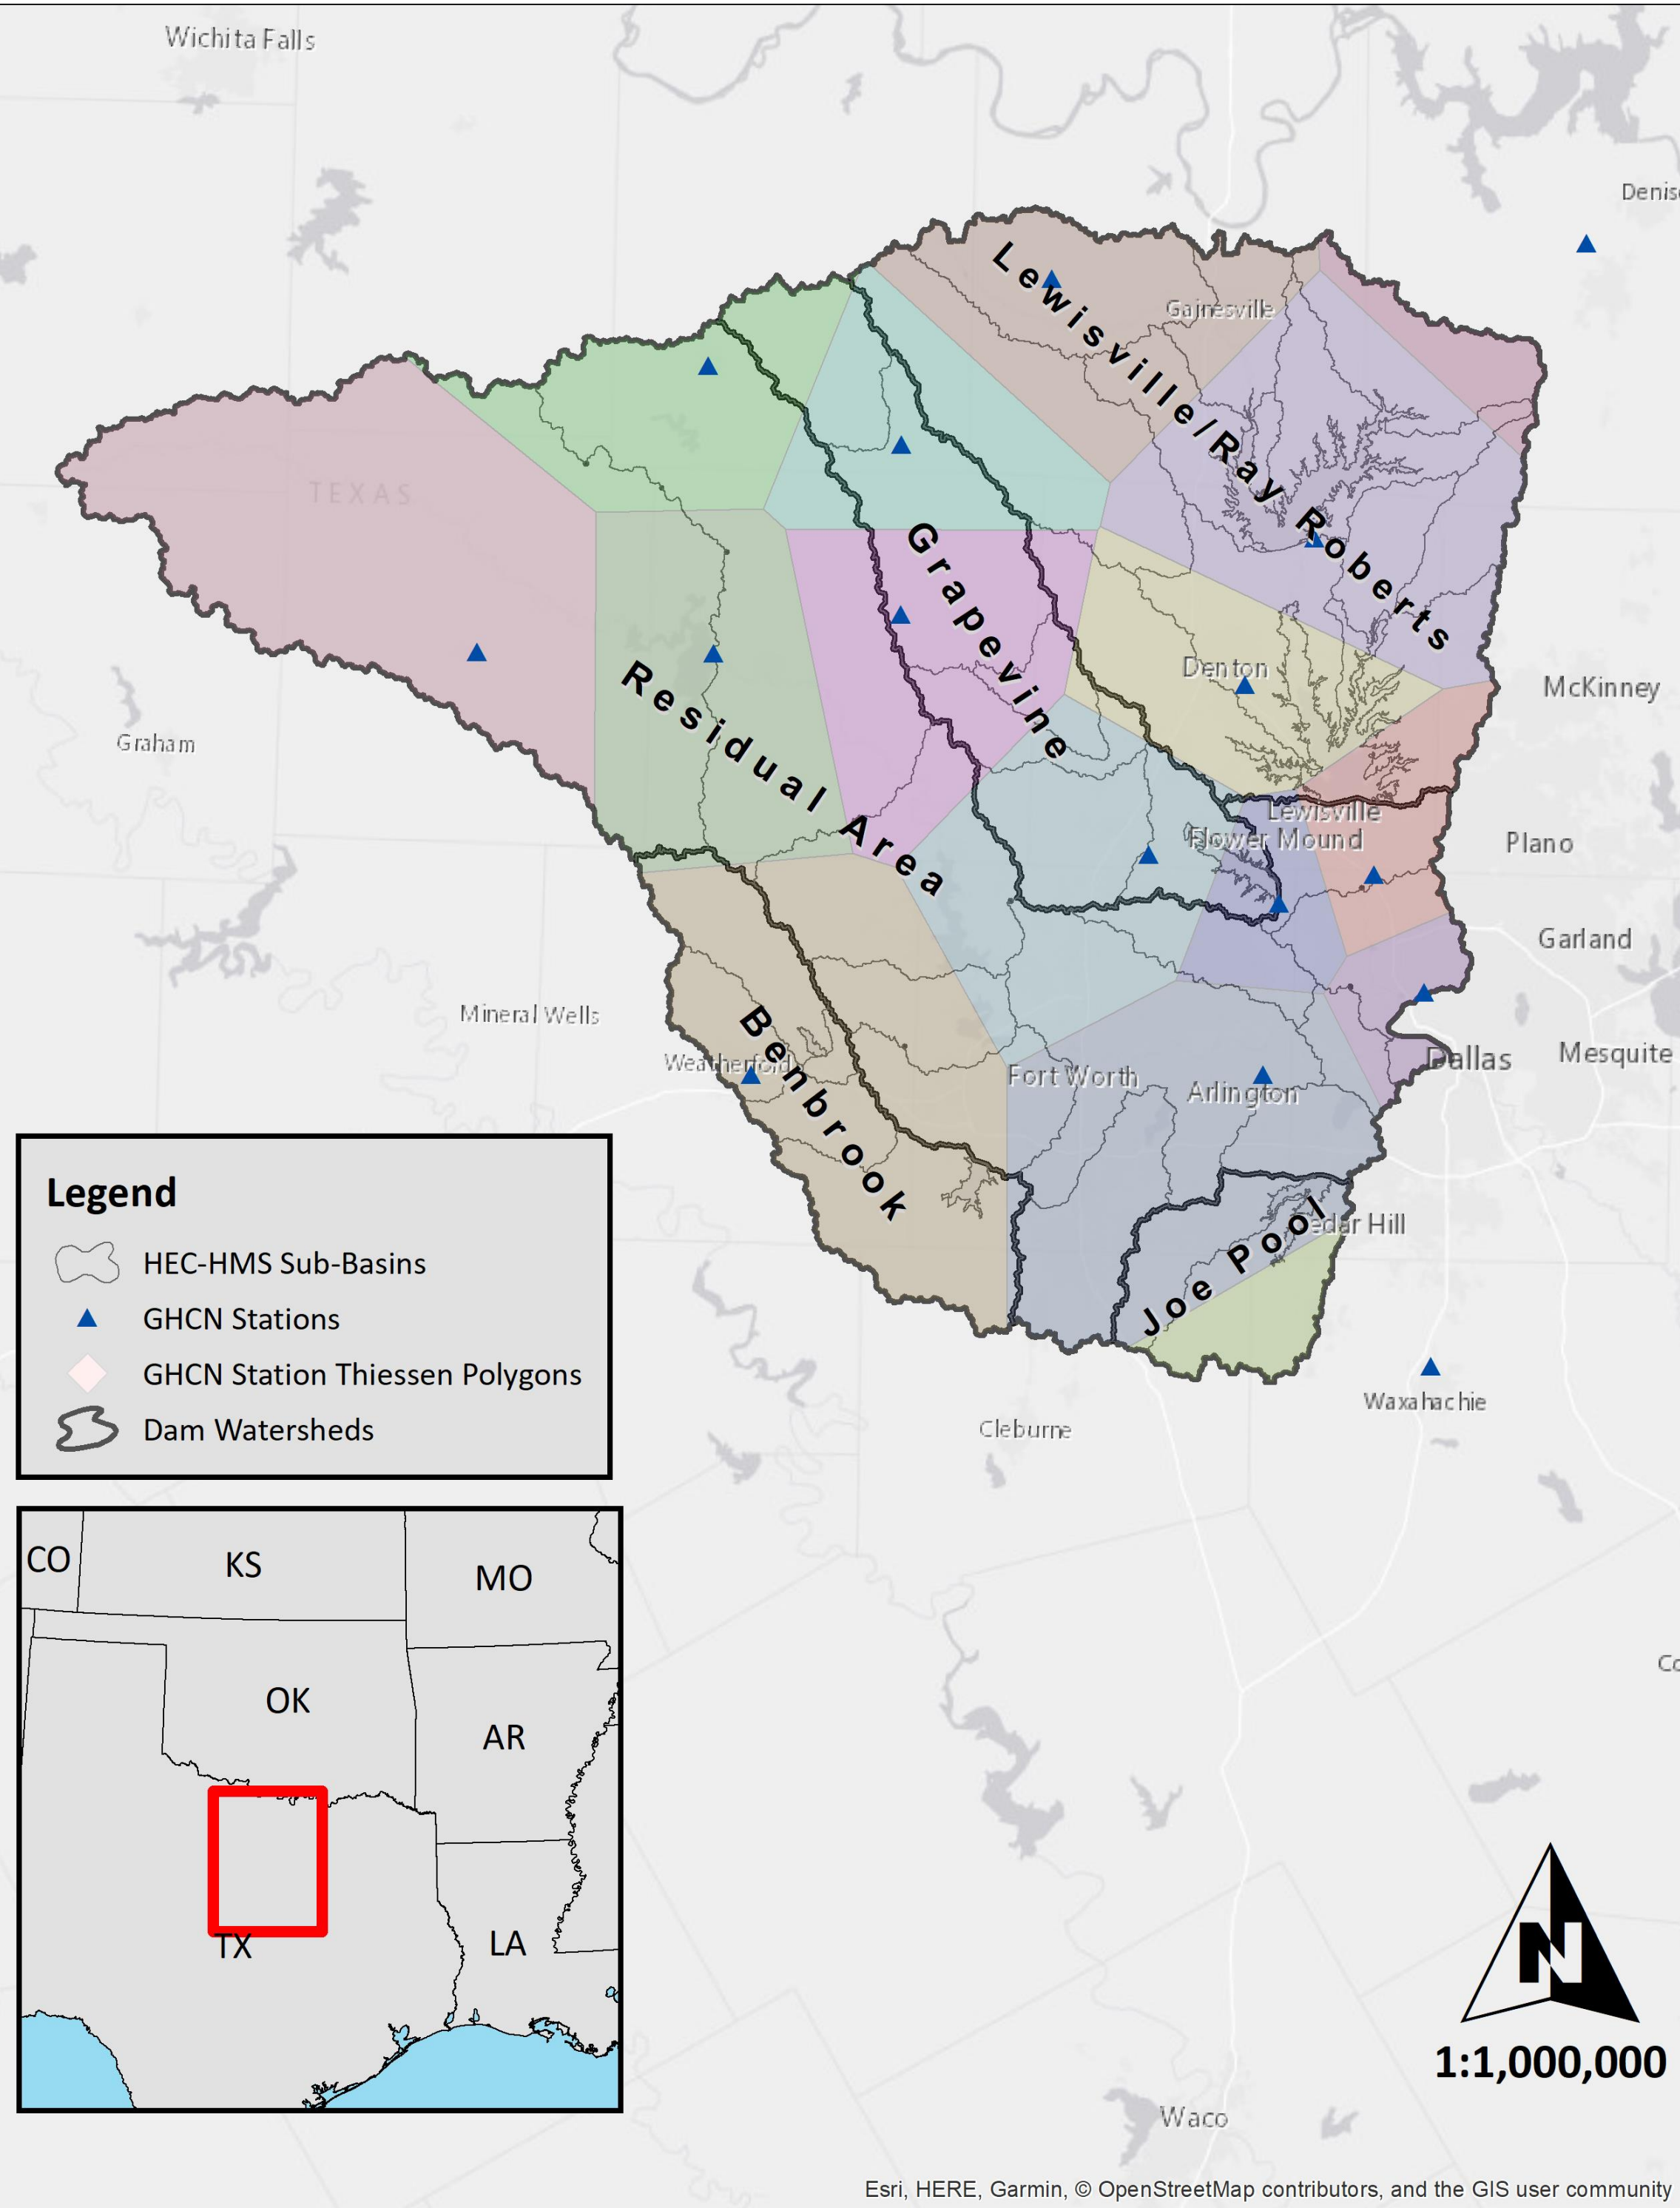 Wichita Falls
Denis
Lewisville/Ray Roberts
Gainesville
TEXAS
Grapevine
Denton
McKinney
Residual Area
Graham
Lewisville
Flower Mound
Plano
Garland
Mineral Wells
Benbrook
Weatherford
Fort Worth
Arlington
Dallas
Mesquite
Joe Pool
Cedar Hill
Waxahachie
Cleburne
Legend
HEC-HMS Sub-Basins
GHCN Stations
GHCN Station Thiessen Polygons
Dam Watersheds
CO
KS
MO
OK
AR
TX
LA
Co
N
1:1,000,000
Waco
Esri, HERE, Garmin, © OpenStreetMap contributors, and the GIS user community